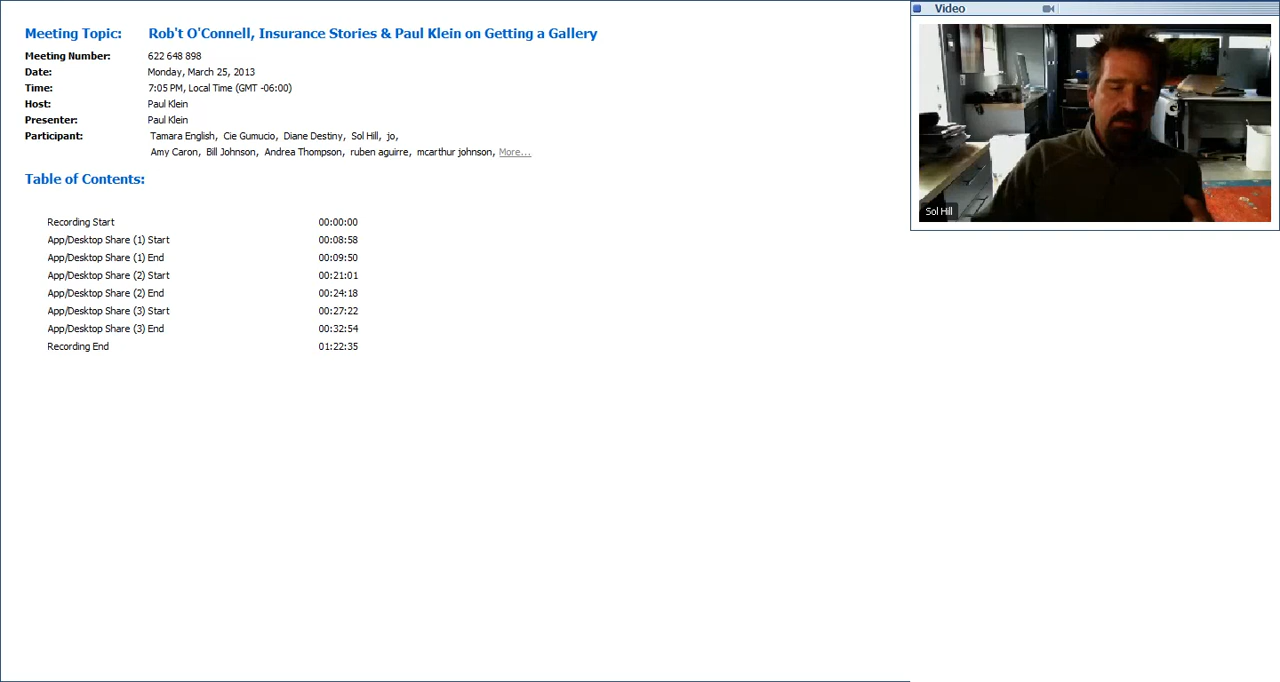 Meeting Topic: Rob't O'Connell, Insurance Stories & Paul Klein on Getting a Gallery
Meeting Number: 622 648 898
Date: Monday, March 25, 2013
Time: 7:05 PM, Local Time (GMT -06:00)
Host: Paul Klein
Presenter: Paul Klein
Participant: Tamara English, Cie Gumucio, Diane Destiny, Sol Hill, jo,
Amy Caron, Bill Johnson, Andrea Thompson, ruben aguirre, mcarthur johnson, More...
Table of Contents:
Recording Start 00:00:00
App/Desktop Share (1) Start 00:08:58
App/Desktop Share (1) End 00:09:50
App/Desktop Share (2) Start 00:21:01
App/Desktop Share (2) End 00:24:18
App/Desktop Share (3) Start 00:27:22
App/Desktop Share (3) End 00:32:54
Recording End 01:22:35
Video
Sol Hill